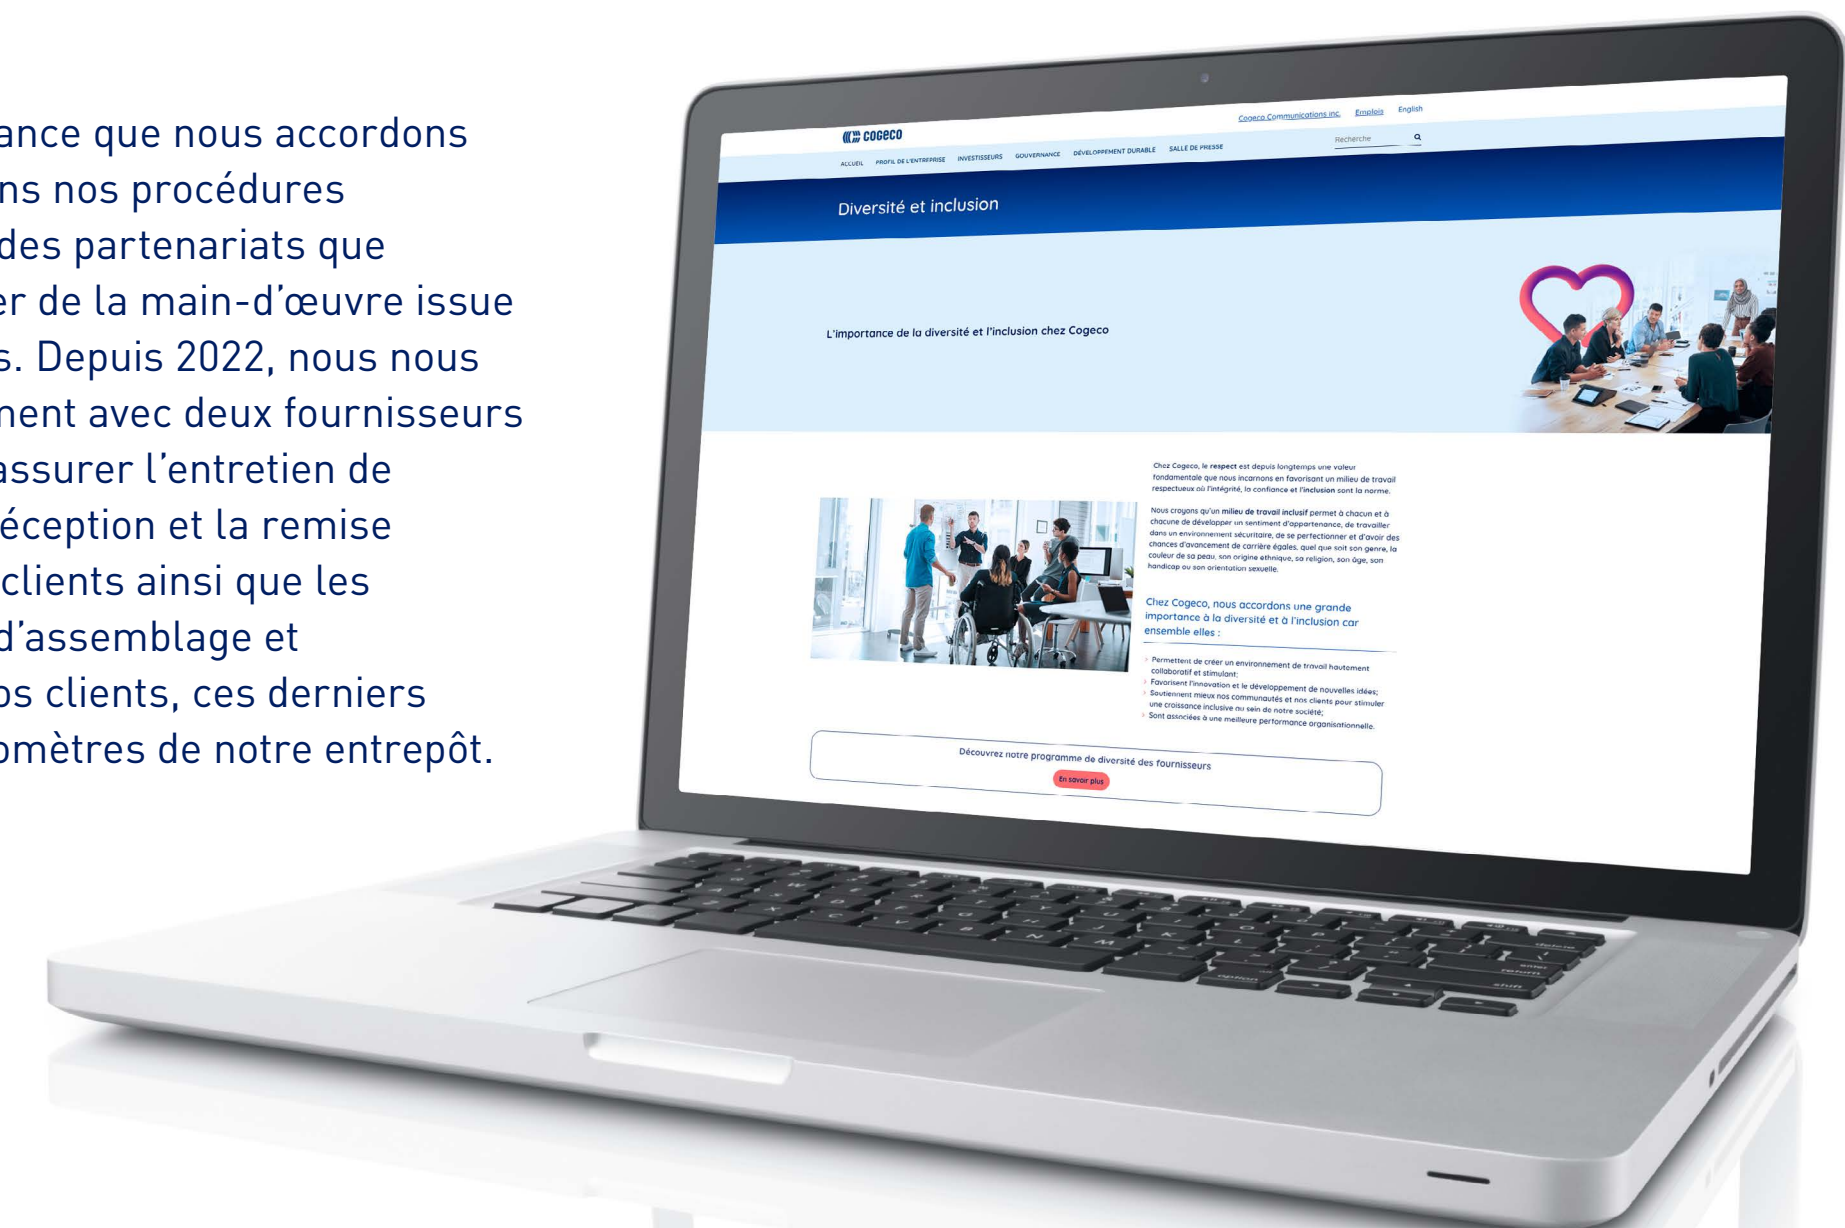 ance que nous accordons
ns nos procédures
des partenariats que
er de la main-d’œuvre issue
s. Depuis 2022, nous nous
ment avec deux fournisseurs
assurer l’entretien de
éception et la remise
clients ainsi que les
d’assemblage et
os clients, ces derniers
omètres de notre entrepôt.
Cogeco Communications inc. Emplois English
COGECO
Recherche
ACCUEIL PROFIL DE L'ENTREPRISE INVESTISSEURS GOUVERNANCE DÉVELOPPEMENT DURABLE SALLE DE PRESSE
Diversité et inclusion
L'importance de la diversité et l'inclusion chez Cogeco
Chez Cogeco, le respect est depuis longtemps une valeur
fondamentale que nous incarnons en favorisant un milieu de travail
respectueux où l'intégrité, la confiance et l'inclusion sont la norme.
Nous croyons qu'un milieu de travail inclusif permet à chacun et à
chacune de développer un sentiment d'appartenance, de travailler
dans un environnement sécuritaire, de se perfectionner et d'avoir des
chances d'avancement de carrière égales, quel que soit son genre, la
couleur de sa peau, son origine ethnique, sa religion, son âge, son
handicap ou son orientation sexuelle.
Chez Cogeco, nous accordons une grande
importance à la diversité et à l'inclusion car
ensemble elles :
> Permettent de créer un environnement de travail hautement
collaboratif et stimulant;
> Favorisent l'innovation et le développement de nouvelles idées;
> Soutiennent mieux nos communautés et nos clients pour stimuler
une croissance inclusive au sein de notre société;
> Sont associées à une meilleure performance organisationnelle.
Découvrez notre programme de diversité des fournisseurs
En savoir plus